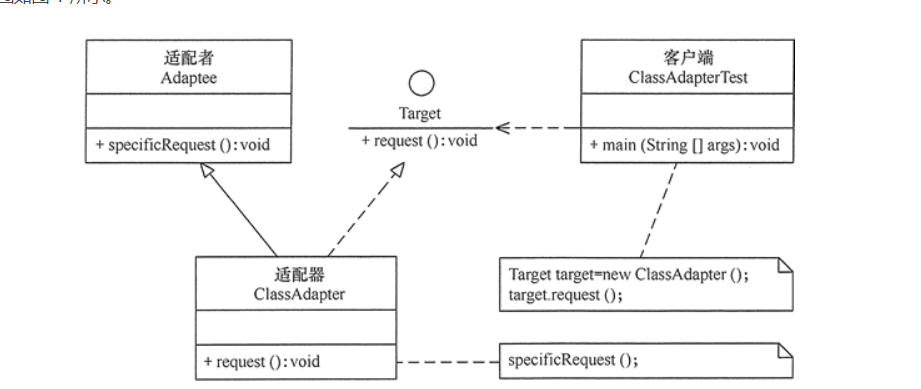 适配者
Adaptee
+ specificRequest ():void
Target
+ request ():void
客户端
ClassAdapterTest
+ main (String [] args):void
适配器
ClassAdapter
+ request ():void
Target target=new ClassAdapter ();
target.request ();
specificRequest ();